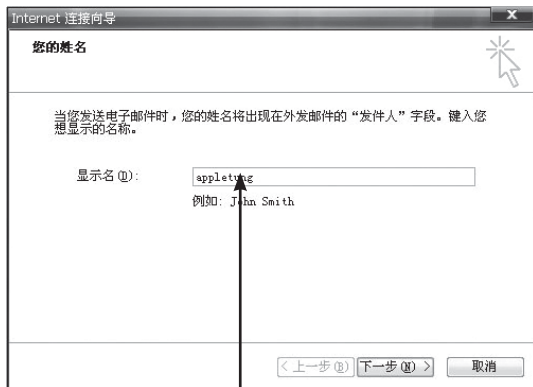 Internet 连接向导
您的姓名
当您发送电子邮件时，您的姓名将出现在外发邮件的“发件人”字段。键入您
想显示的名称。
显示名(D): appletung
例如: John Smith
< 上一步(B) 下一步(N) > 取消